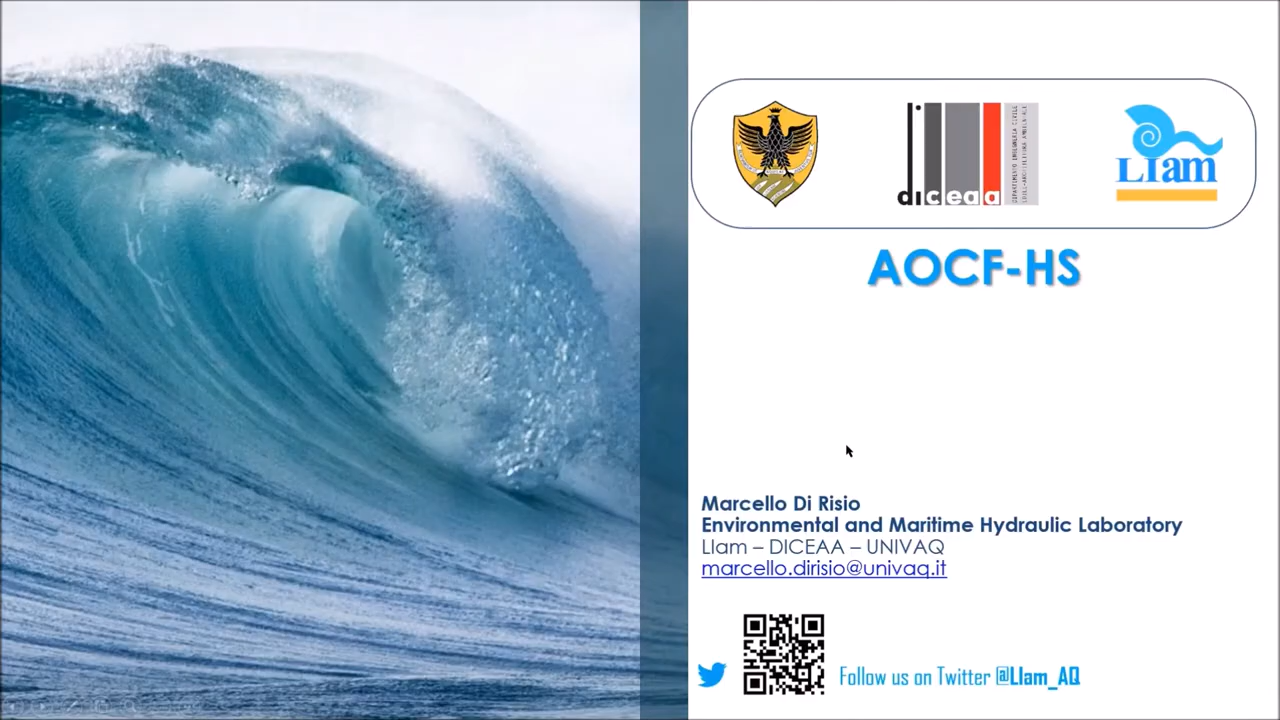 diceaa
LIam
AOCF-HS
Marcello Di Risio
Environmental and Maritime Hydraulic Laboratory
LIam – DICEAA – UNIVAQ
marcello.dirisio@univaq.it
Follow us on Twitter @LIam_AQ